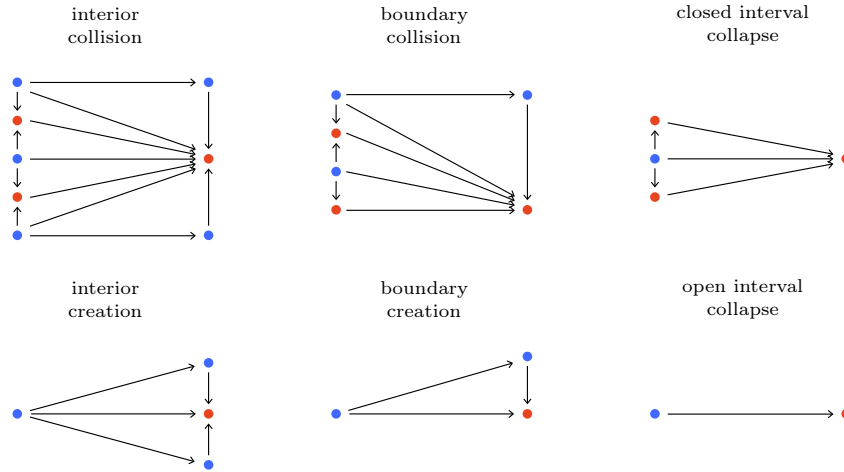 interior
collision
boundary
collision
closed interval
collapse
interior
creation
boundary
creation
open interval
collapse